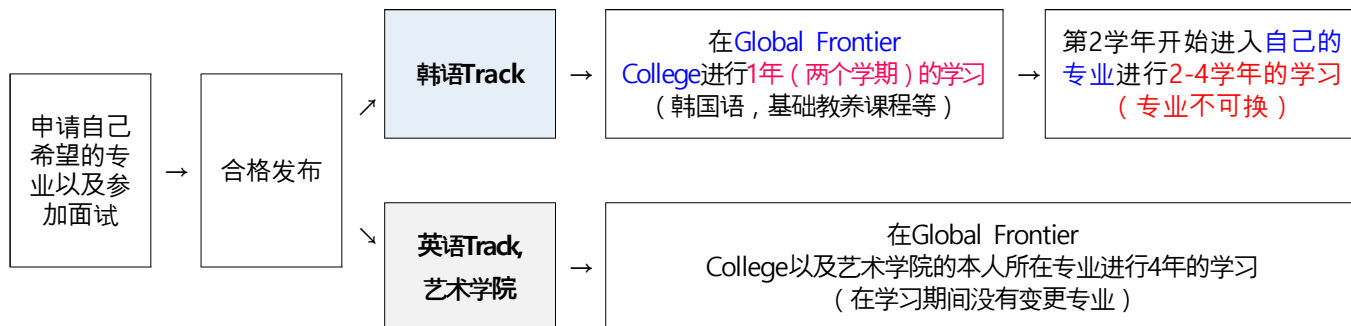 申请自己
希望的专
业以及参
加面试
→
合格发布
↗
韩语Track
→
在Global Frontier
College进行1年（两个学期）的学习
（韩国语，基础教养课程等）
→
第2学年开始进入自己的
专业进行2-4学年的学习
（专业不可换）
↘
英语Track,
艺术学院
→
在Global Frontier
College以及艺术学院的本人所在专业进行4年的学习
（在学习期间没有变更专业）